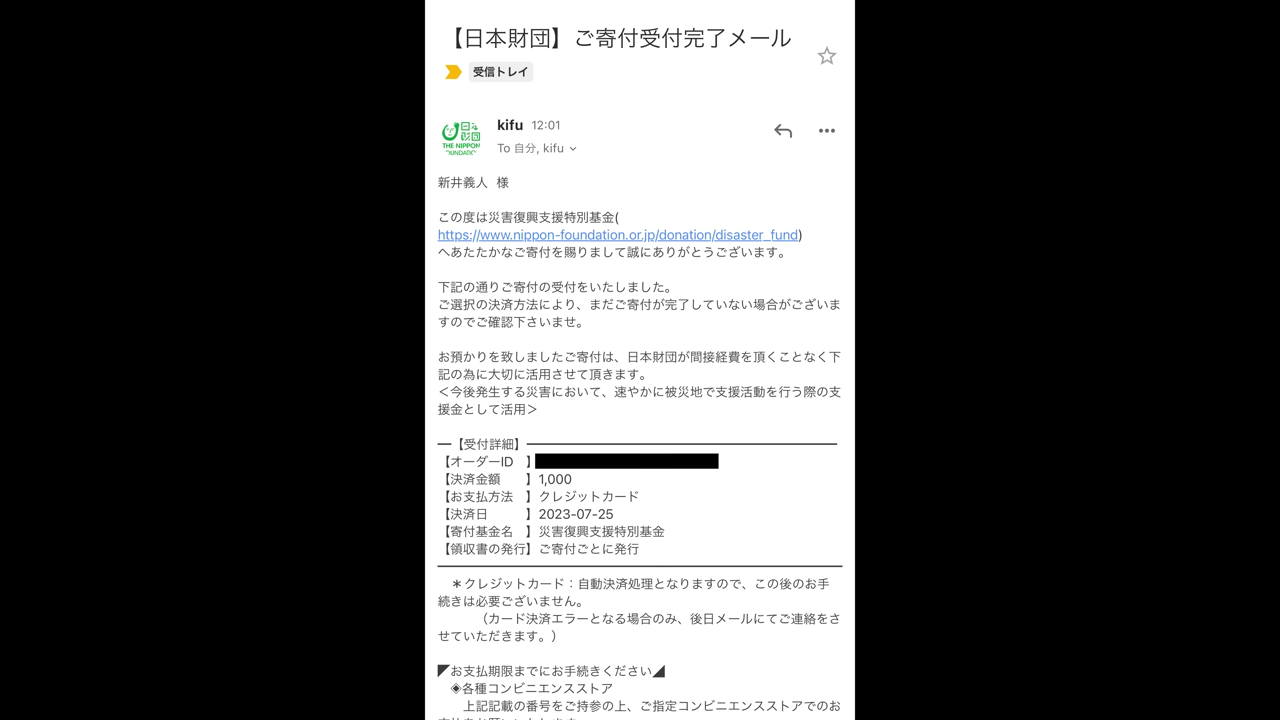 【日本財団】ご寄付受付完了メール
受信トレイ
日本財団
THE NIPPON
FOUNDATION
kifu 12:01
To 自分, kifu
新井義人 様
この度は災害復興支援特別基金(
https://www.nippon-foundation.or.jp/donation/disaster_fund)
へあたたかなご寄付を賜りまして誠にありがとうございます。
下記の通りご寄付の受付をいたしました。
ご選択の決済方法により、まだご寄付が完了していない場合がございま
すのでご確認下さいませ。
お預かりを致しましたご寄付は、日本財団が間接経費を頂くことなく下
記の為に大切に活用させて頂きます。
＜今後発生する災害において、速やかに被災地で支援活動を行う際の支
援金として活用＞
━【受付詳細】━━━━━━━━━━━━━━━━━━━━━━━━
【オーダーID 】
【決済金額 】1,000
【お支払方法 】クレジットカード
【決済日 】2023-07-25
【寄付基金名 】災害復興支援特別基金
【領収書の発行】ご寄付ごとに発行
＊クレジットカード：自動決済処理となりますので、この後のお手
続きは必要ございません。
（カード決済エラーとなる場合のみ、後日メールにてご連絡をさ
せていただきます。）
◤お支払期限までにお手続きください◢
◈各種コンビニエンスストア
上記記載の番号をご持参の上、ご指定コンビニエンスストアでのお